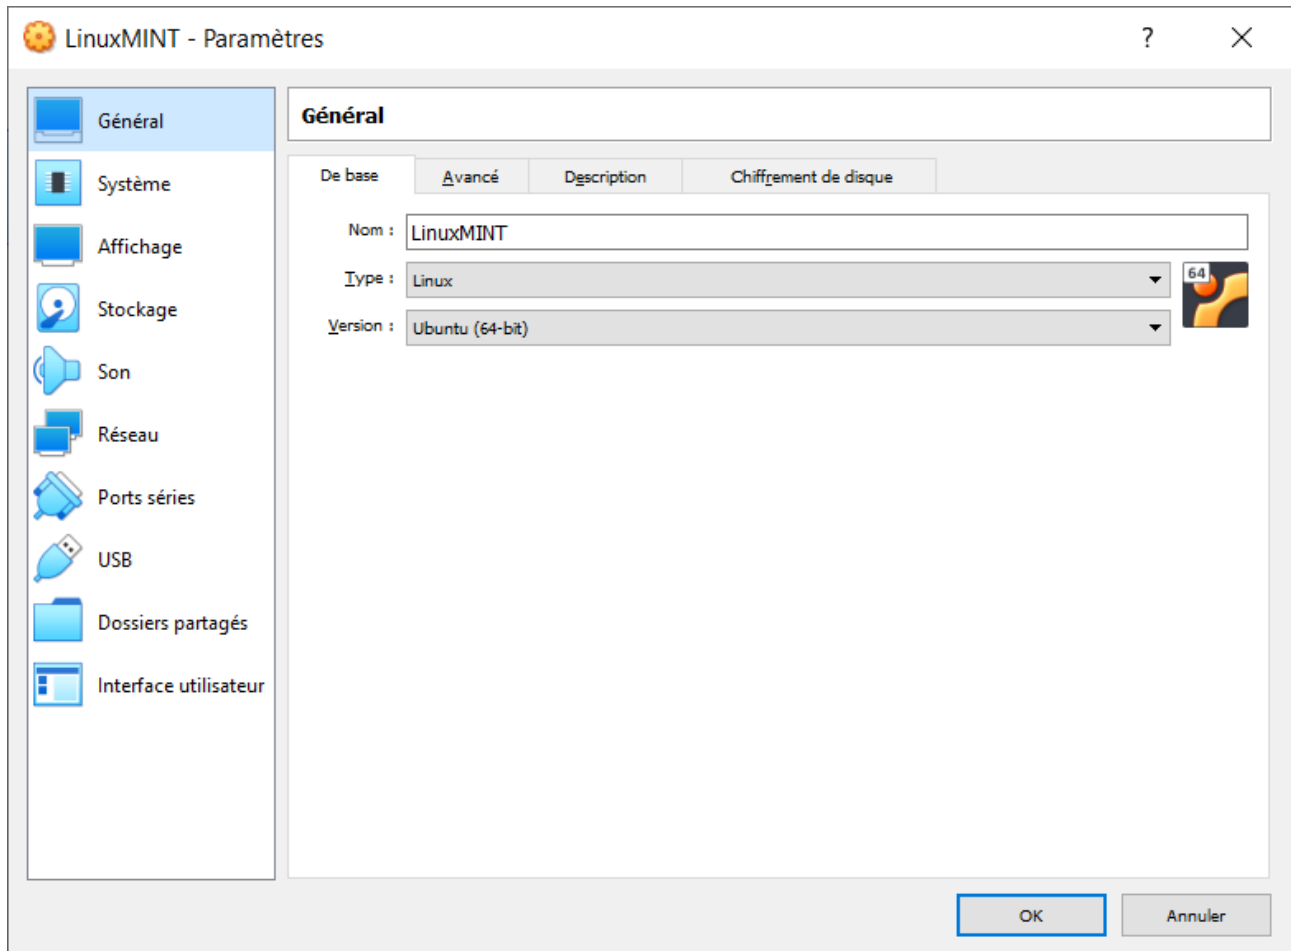 LinuxMINT - Paramètres ?
Général
Système
Affichage
Stockage
Son
Réseau
Ports séries
USB
Dossiers partagés
Interface utilisateur
Général
De base Avancé Description Chiffrement de disque
Nom : LinuxMINT
Type : Linux
64
Version : Ubuntu (64-bit)
OK Annuler